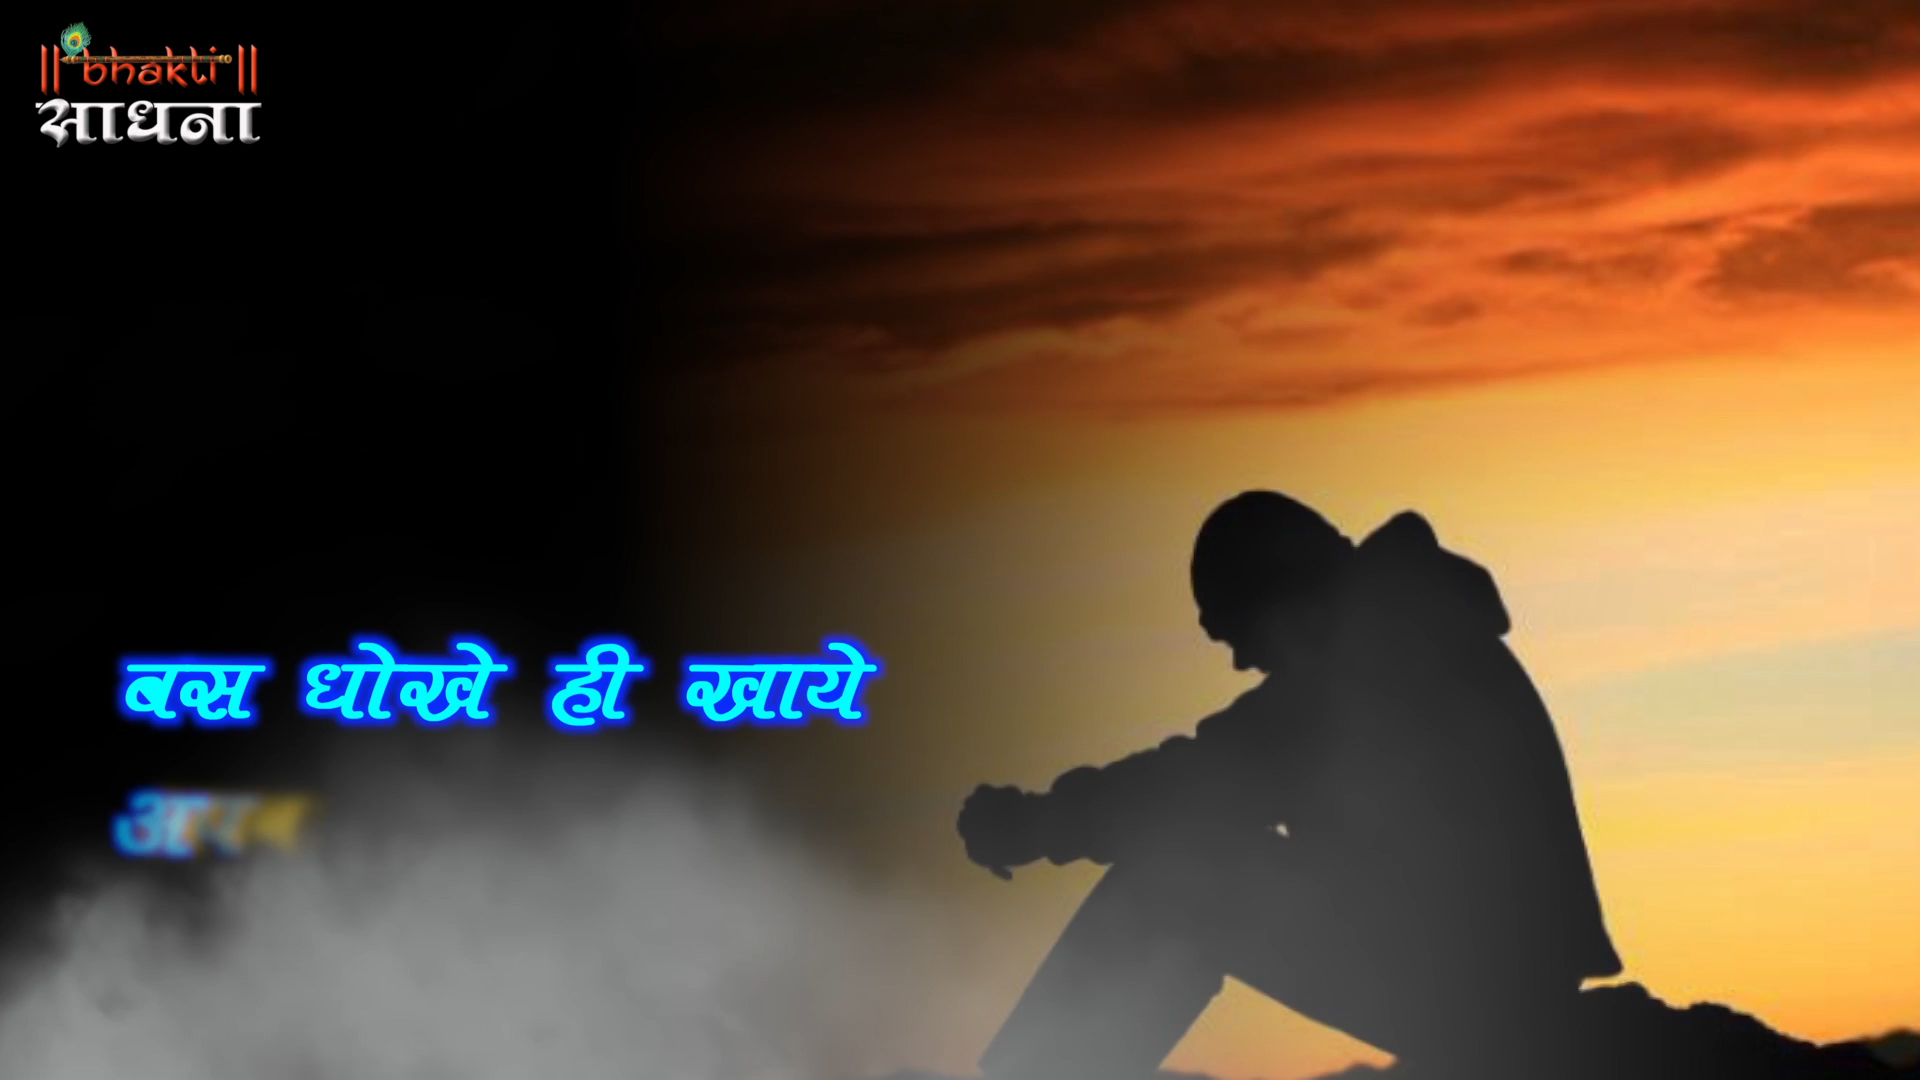 || bhakti ||
साधना
बस धोखे ही खाये